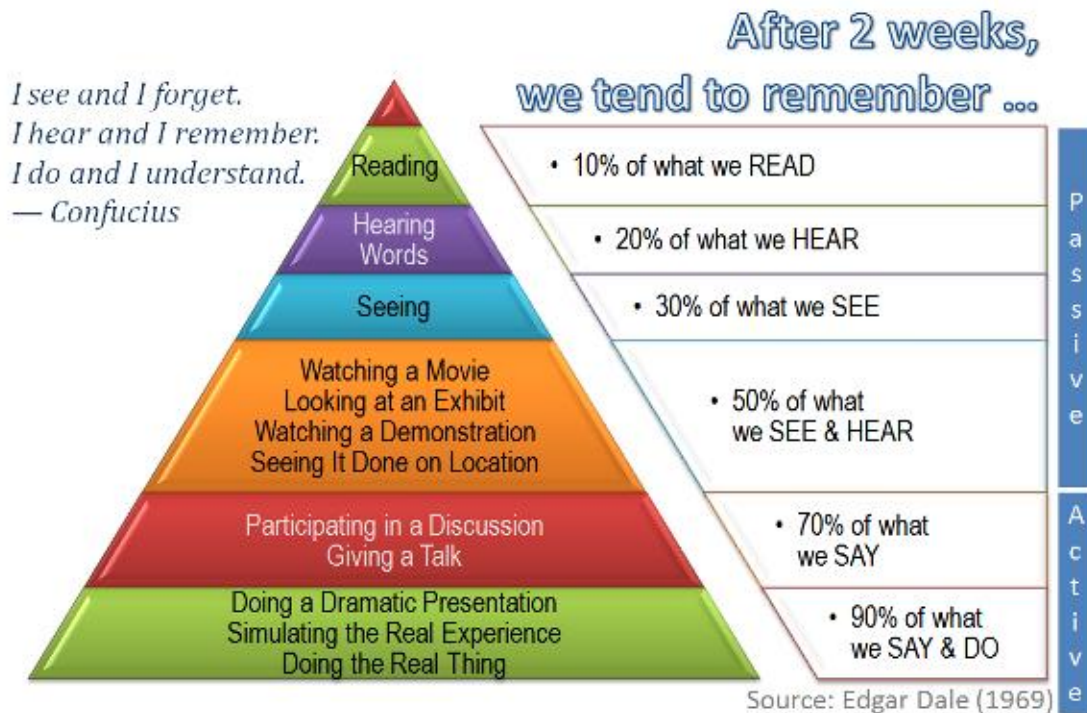 After 2 weeks,
we tend to remember ...
I see and I forget.
I hear and I remember.
I do and I understand.
— Confucius
Reading
• 10% of what we READ
Hearing
Words
• 20% of what we HEAR
Seeing
• 30% of what we SEE
Watching a Movie
Looking at an Exhibit
Watching a Demonstration
Seeing It Done on Location
• 50% of what
we SEE & HEAR
Participating in a Discussion
Giving a Talk
• 70% of what
we SAY
Doing a Dramatic Presentation
Simulating the Real Experience
Doing the Real Thing
• 90% of what
we SAY & DO
Passive
Active
Source: Edgar Dale (1969)